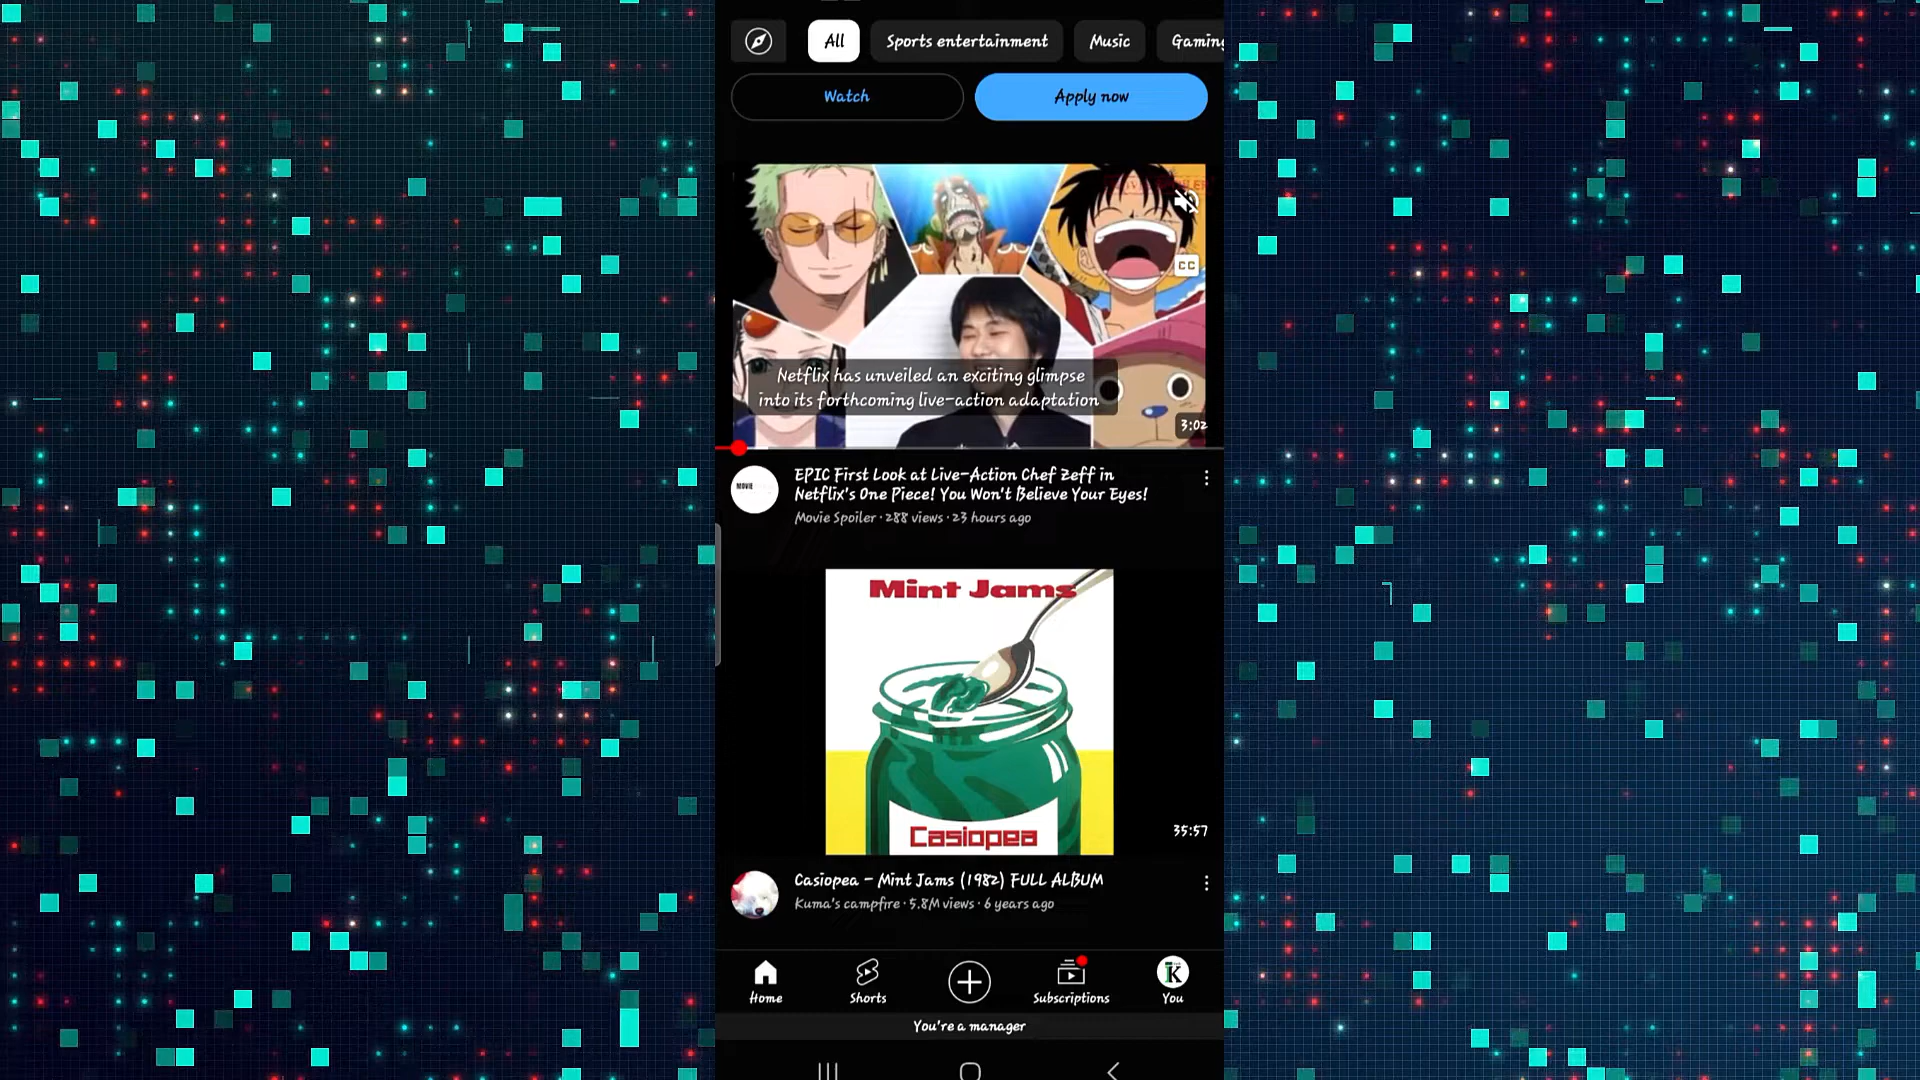 All
Sports entertainment
Music
Gaming
Watch
Apply now
CC
Netflix has unveiled an exciting glimpse
into its forthcoming live-action adaptation
3:02
MOVIE
EPIC First Look at Live-Action Chef Zeff in
Netflix's One Piece! You Won't Believe Your Eyes!
Movie Spoiler · 288 views · 23 hours ago
Mint Jams
Casiopea
35:57
Casiopea - Mint Jams (1982) FULL ALBUM
Kuma's campfire · 5.8M views · 6 years ago
K
Home
Shorts
Subscriptions
You
You're a manager